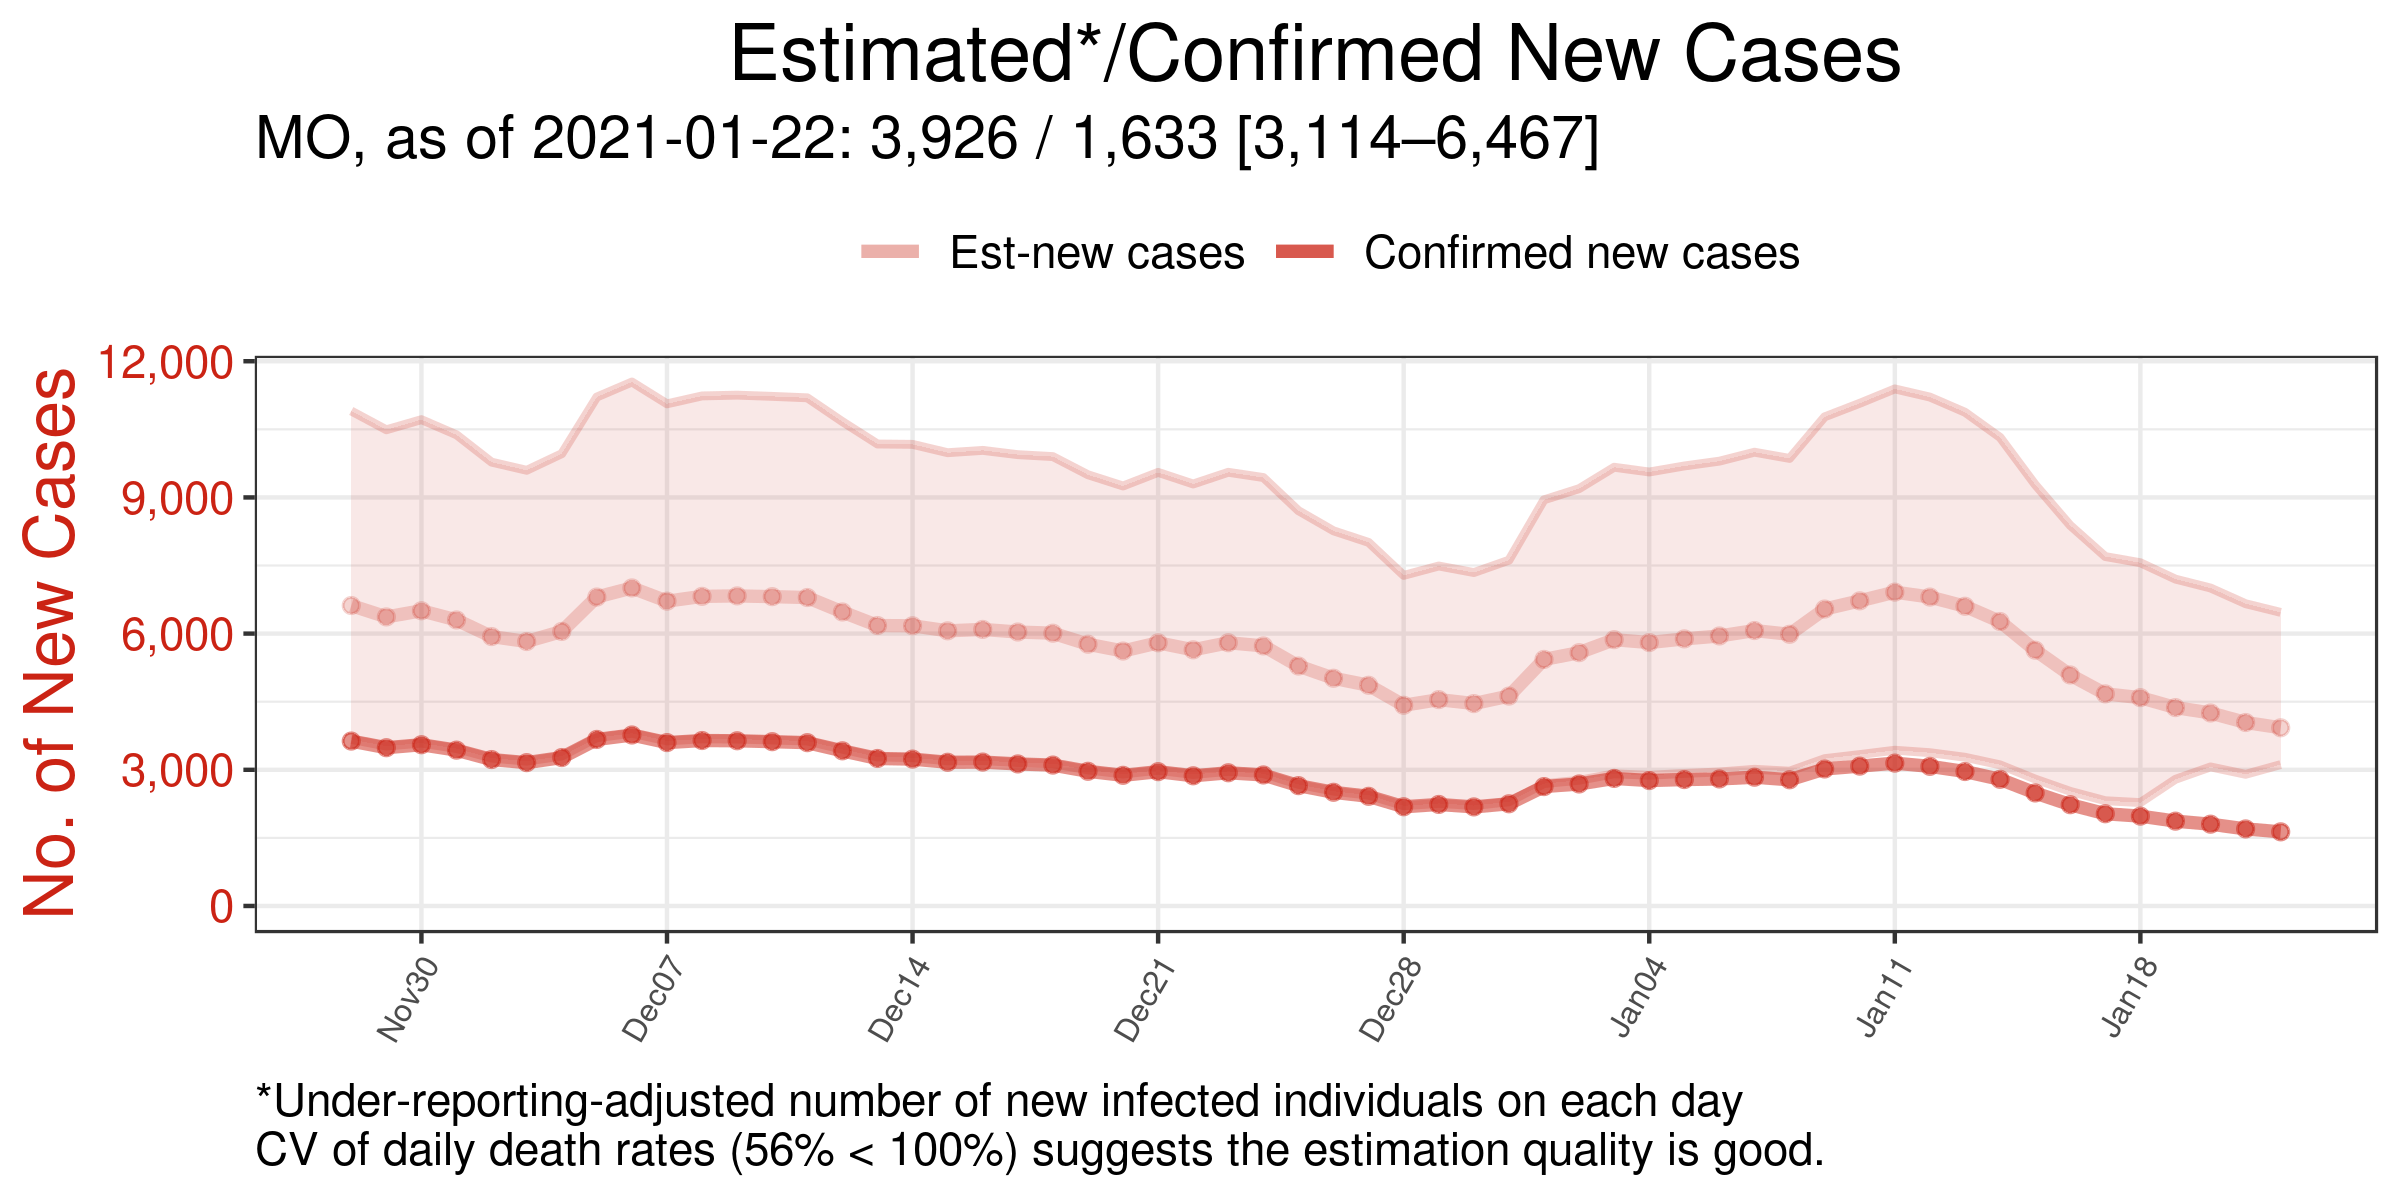 Estimated*/Confirmed New Cases
MO, as of 2021-01-22: 3,926 / 1,633 [3,114–6,467]
Est-new cases
Confirmed new cases
No. of New Cases
12,000
9,000
6,000
3,000
0
Nov30
Dec07
Dec14
Dec21
Dec28
Jan04
Jan11
Jan18
*Under-reporting-adjusted number of new infected individuals on each day
CV of daily death rates (56% < 100%) suggests the estimation quality is good.